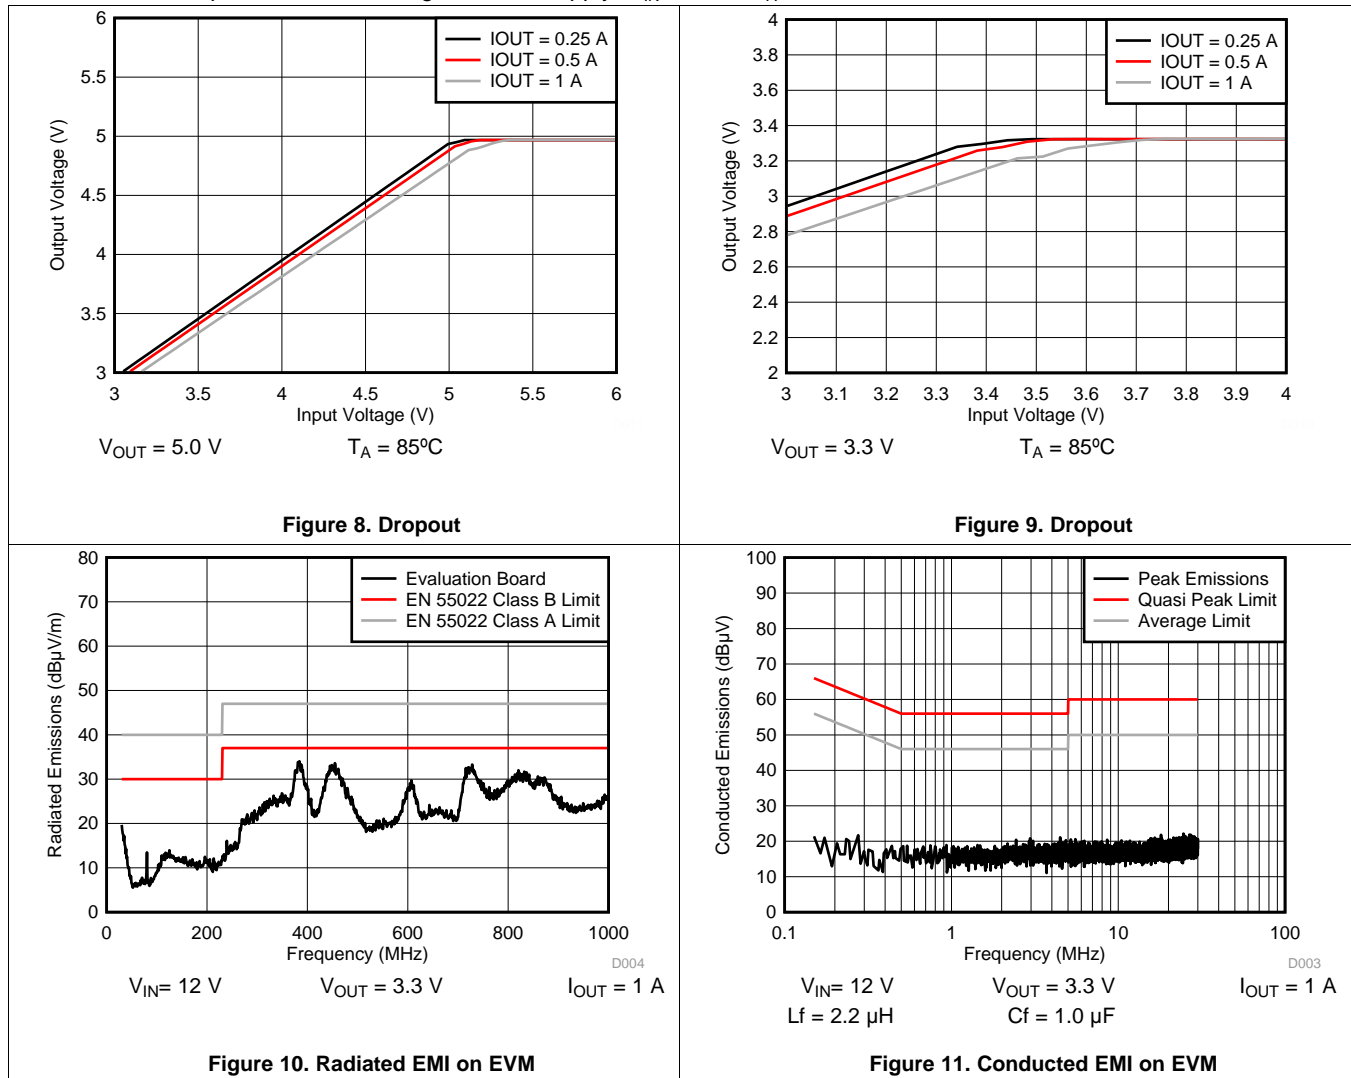 IOUT = 0.25 A
IOUT = 0.5 A
IOUT = 1 A
Output Voltage (V)
6
5.5
5
4.5
4
3.5
3
3 3.5 4 4.5 5 5.5 6
Input Voltage (V)
VOUT = 5.0 V TA = 85ºC
Figure 8. Dropout
IOUT = 0.25 A
IOUT = 0.5 A
IOUT = 1 A
Output Voltage (V)
4
3.8
3.6
3.4
3.2
3
2.8
2.6
2.4
2.2
2
3 3.1 3.2 3.3 3.4 3.5 3.6 3.7 3.8 3.9 4
Input Voltage (V)
VOUT = 3.3 V TA = 85ºC
Figure 9. Dropout
Evaluation Board
EN 55022 Class B Limit
EN 55022 Class A Limit
Radiated Emissions (dBµV/m)
80
70
60
50
40
30
20
10
0
0 200 400 600 800 1000
Frequency (MHz)
D004
VIN= 12 V VOUT = 3.3 V IOUT = 1 A
Figure 10. Radiated EMI on EVM
Peak Emissions
Quasi Peak Limit
Average Limit
Conducted Emissions (dBµV)
100
90
80
70
60
50
40
30
20
10
0
0.1 1 10 100
Frequency (MHz)
D003
VIN= 12 V VOUT = 3.3 V IOUT = 1 A
Lf = 2.2 µH Cf = 1.0 µF
Figure 11. Conducted EMI on EVM